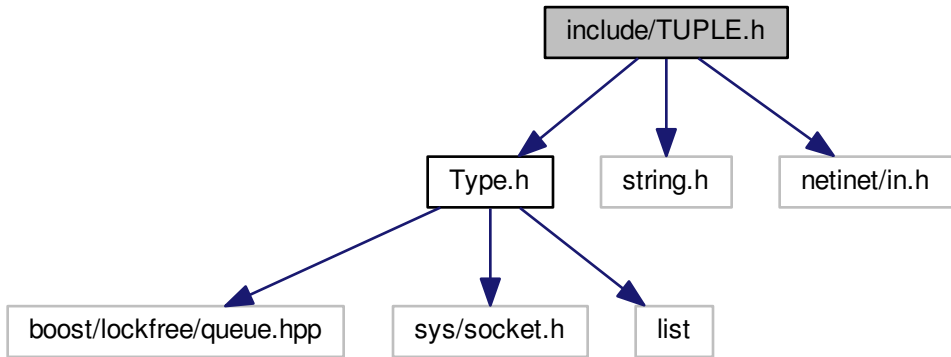 include/TUPLE.h
Type.h
string.h
netinet/in.h
boost/lockfree/queue.hpp
sys/socket.h
list